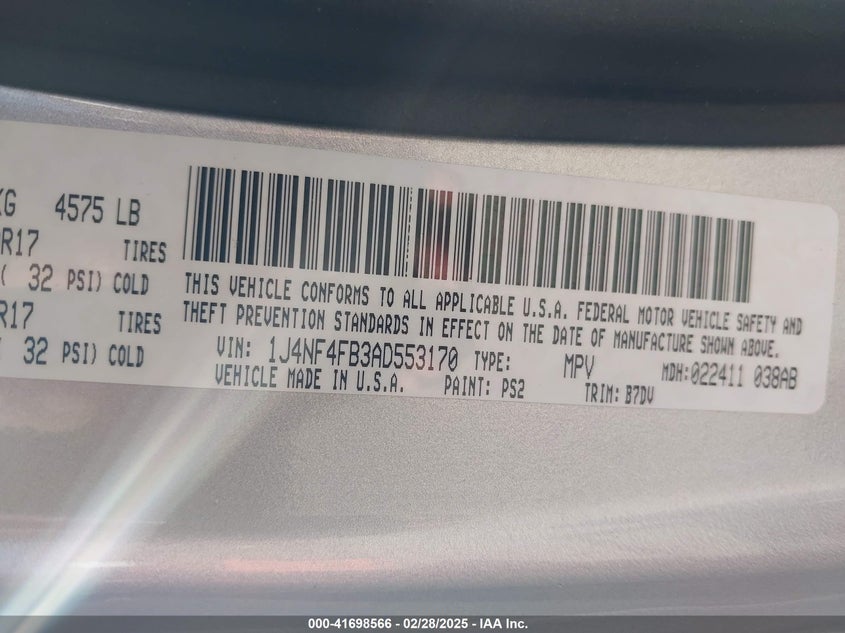 KG 4575 LB
R17 TIRES
( 32 PSI) COLD
R17 TIRES
32 PSI) COLD
THIS VEHICLE CONFORMS TO ALL APPLICABLE U.S.A. FEDERAL MOTOR VEHICLE SAFETY AND
THEFT PREVENTION STANDARDS IN EFFECT ON THE DATE OF MANUFACTURE SHOWN ABOVE.
VIN: 1J4NF4FB3AD553170 TYPE: MPV MDH:022411 038AB
VEHICLE MADE IN U.S.A. PAINT: PS2 TRIM: B7DV
000-41698566 - 02/28/2025 - IAA Inc.